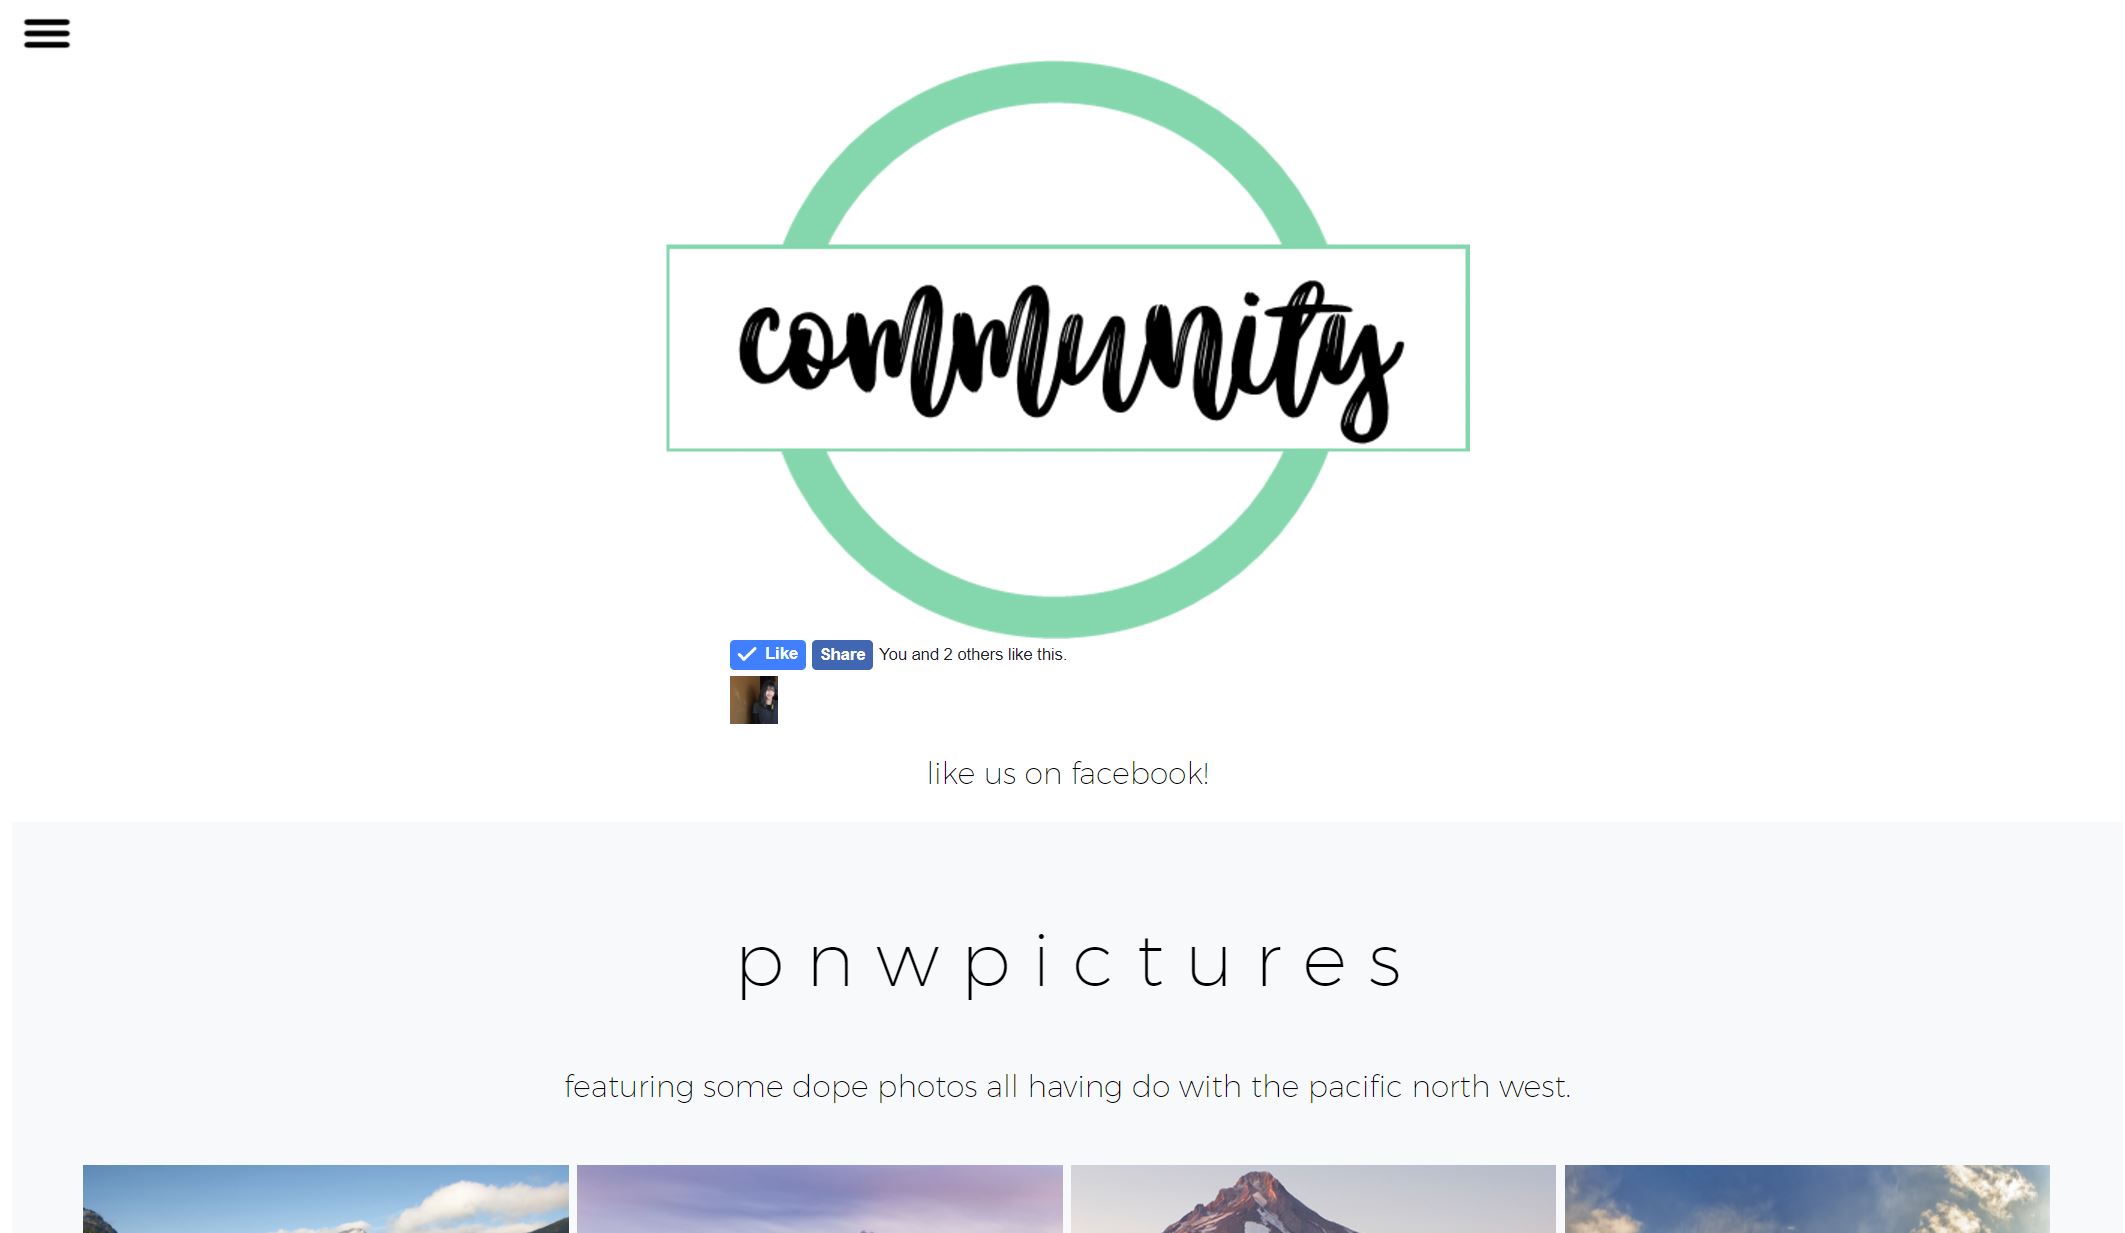 community
Like Share You and 2 others like this.
like us on facebook!
pnwpictures
featuring some dope photos all having do with the pacific north west.